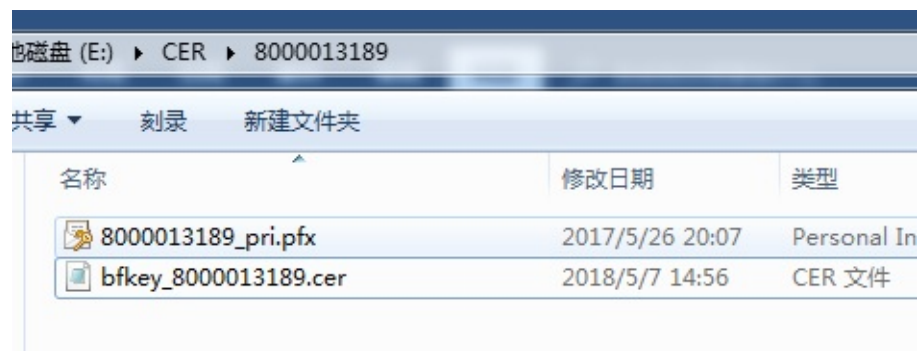 地磁盘 (E:) ▸ CER ▸ 8000013189
共享 ▾ 刻录 新建文件夹
名称 修改日期 类型
8000013189_pri.pfx 2017/5/26 20:07 Personal In
bfkey_8000013189.cer 2018/5/7 14:56 CER 文件